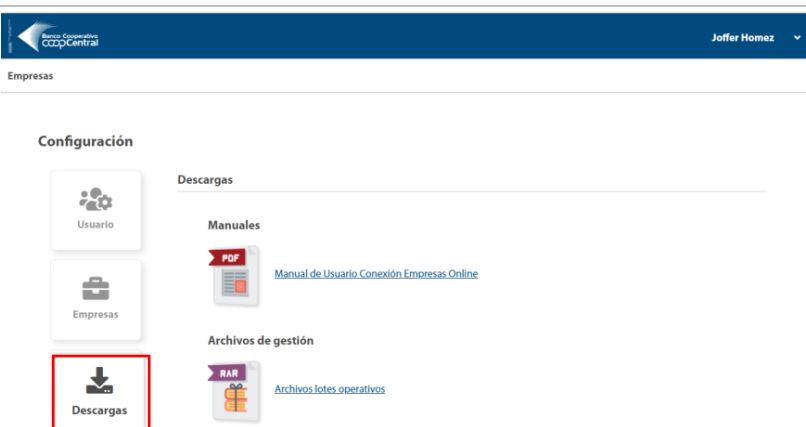 Banco Cooperativo
coopCentral
Joffer Homez
Empresas
Configuración
Usuario
Empresas
Descargas
Descargas
Manuales
PDF
Manual de Usuario Conexión Empresas Online
Archivos de gestión
RAR
Archivos lotes operativos